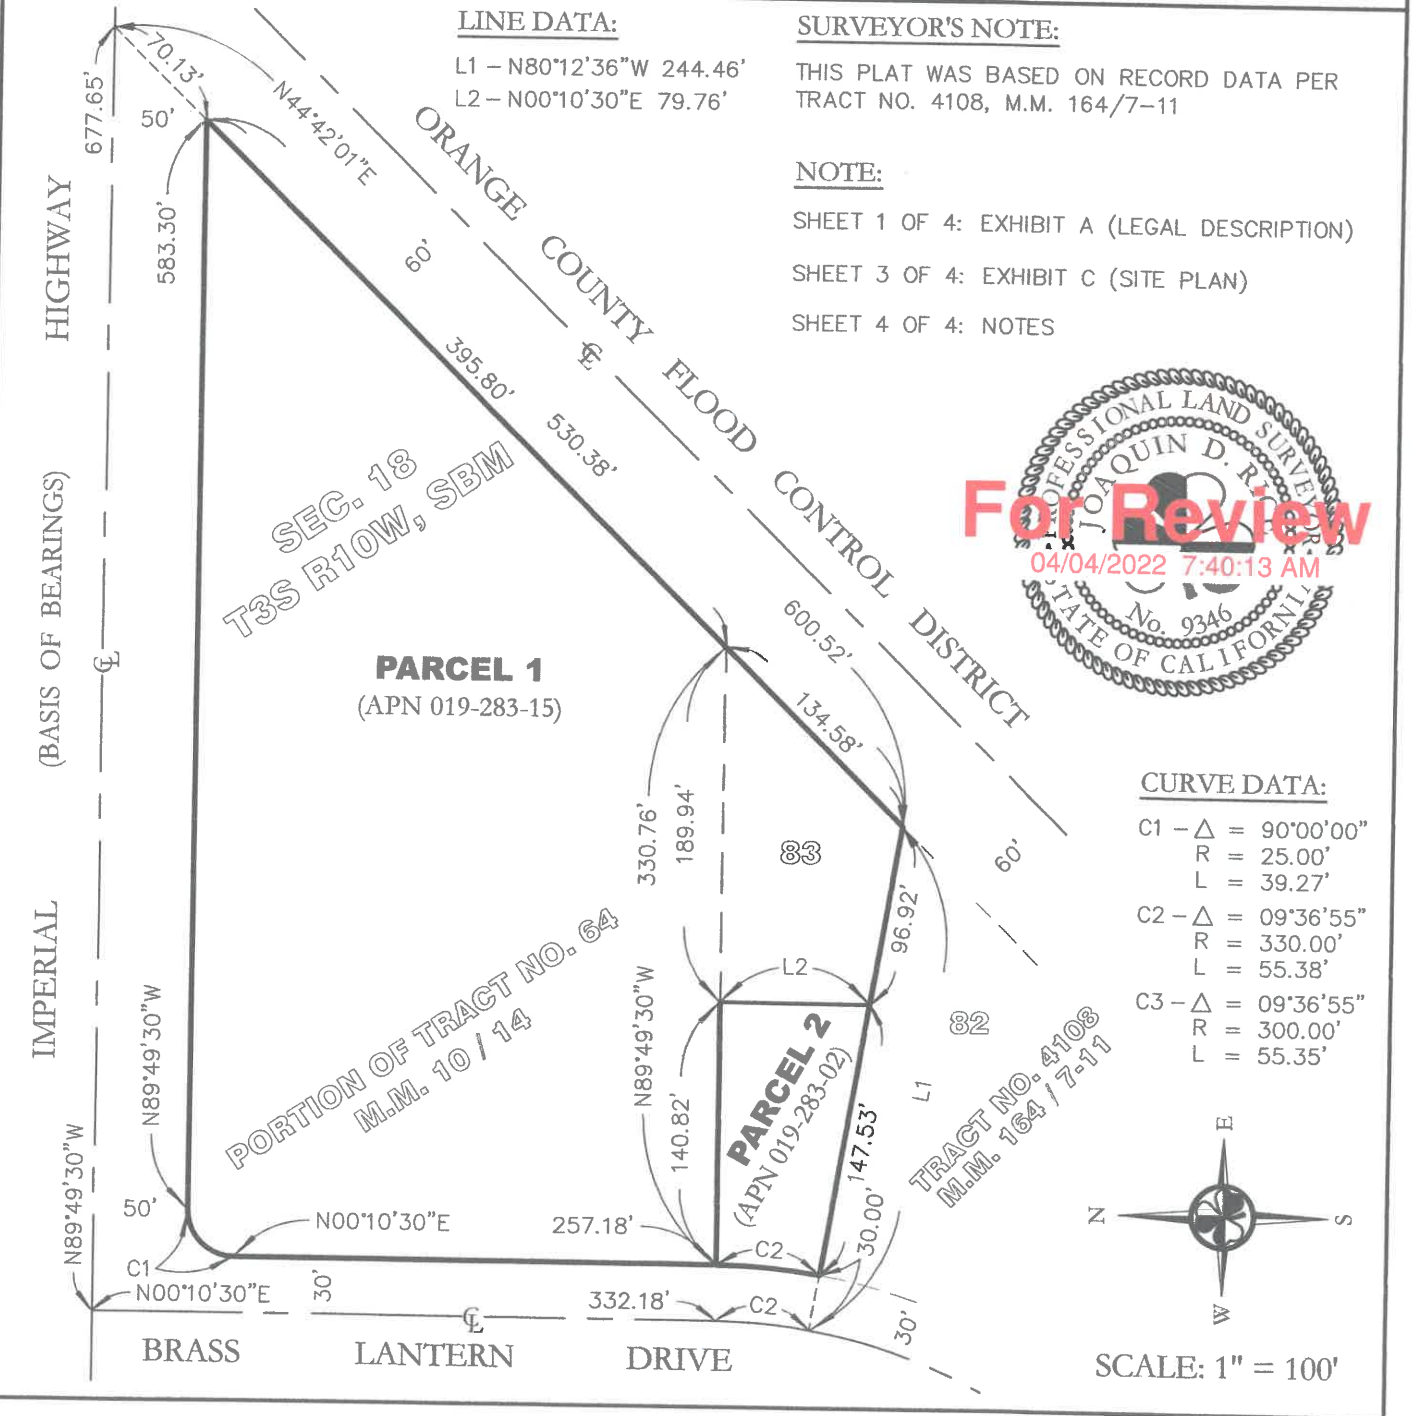 LINE DATA:
L1 – N80°12'36"W 244.46'
L2 – N00°10'30"E 79.76'
SURVEYOR'S NOTE:
THIS PLAT WAS BASED ON RECORD DATA PER
TRACT NO. 4108, M.M. 164/7–11
NOTE:
SHEET 1 OF 4: EXHIBIT A (LEGAL DESCRIPTION)
SHEET 3 OF 4: EXHIBIT C (SITE PLAN)
SHEET 4 OF 4: NOTES
677.65'
70.13'
50'
N44°42'01"E
583.30'
60'
ORANGE COUNTY FLOOD CONTROL DISTRICT
℄
395.80'
530.38'
600.52'
134.58'
60'
IMPERIAL HIGHWAY
(BASIS OF BEARINGS)
℄
SEC. 18
T3S R10W, SBM
PARCEL 1
(APN 019-283-15)
PROFESSIONAL LAND SURVEYOR
JOAQUIN D.
No. 9346
STATE OF CALIFORNIA
For Review
04/04/2022 7:40:13 AM
330.76'
189.94'
83
96.92'
L2
82
L1
CURVE DATA:
C1 – Δ = 90°00'00"
R = 25.00'
L = 39.27'
C2 – Δ = 09°36'55"
R = 330.00'
L = 55.38'
C3 – Δ = 09°36'55"
R = 300.00'
L = 55.35'
PORTION OF TRACT NO. 64
M.M. 10 / 14
N89°49'30"W
N89°49'30"W
N89°49'30"W
140.82'
PARCEL 2
(APN 019-283-02)
147.53'
30.00'
TRACT NO. 4108
M.M. 164 / 7-11
50'
N00°10'30"E
257.18'
C2
C1
N00°10'30"E
30'
℄
332.18'
C2
30'
BRASS LANTERN DRIVE
E
N
S
W
SCALE: 1" = 100'